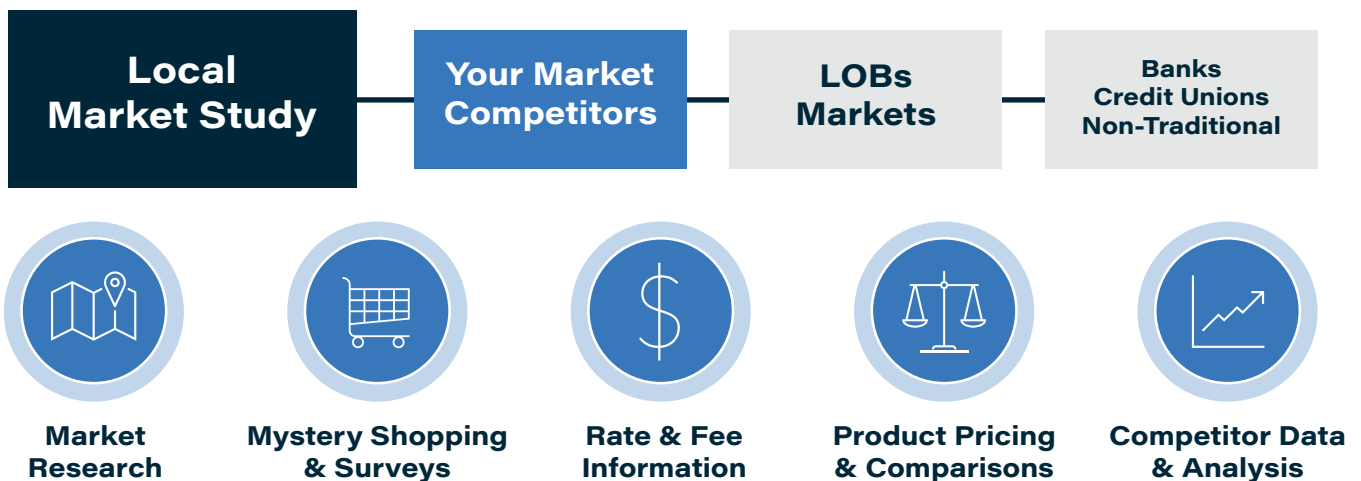 Local
Market Study
Your Market
Competitors
LOBs
Markets
Banks
Credit Unions
Non-Traditional
Market
Research
Mystery Shopping
& Surveys
Rate & Fee
Information
Product Pricing
& Comparisons
Competitor Data
& Analysis